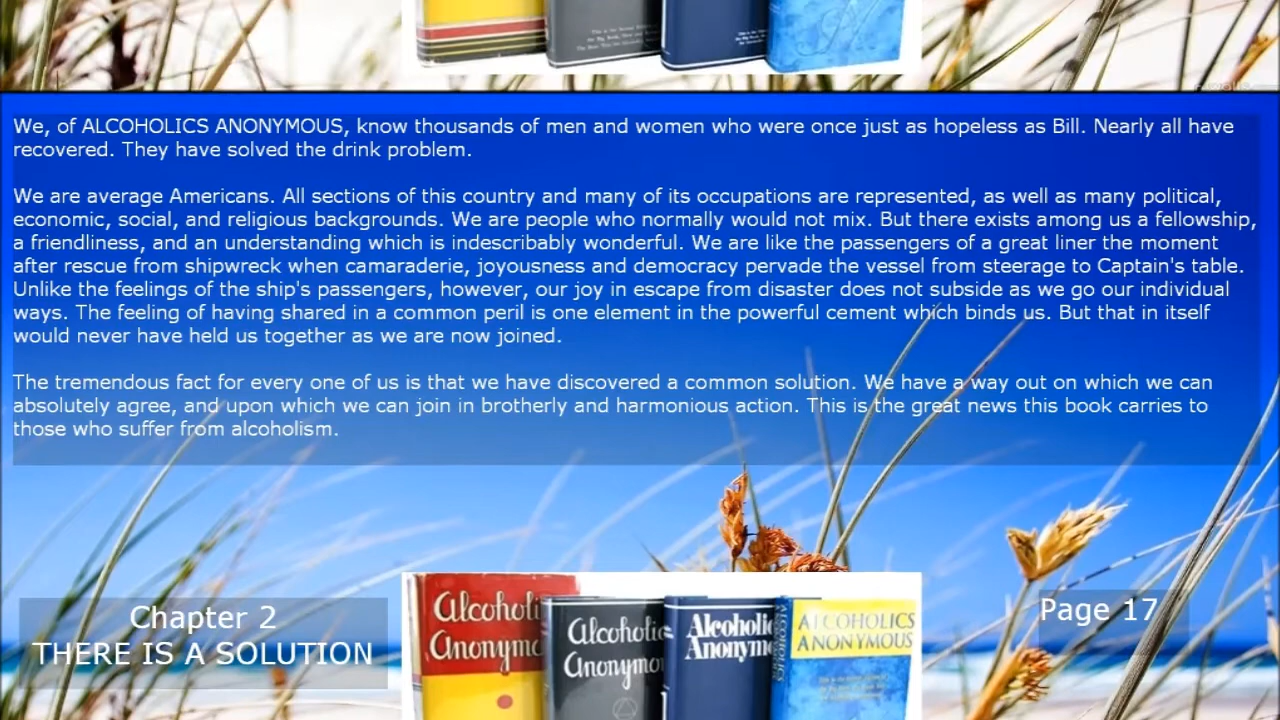 We, of ALCOHOLICS ANONYMOUS, know thousands of men and women who were once just as hopeless as Bill. Nearly all have
recovered. They have solved the drink problem.
We are average Americans. All sections of this country and many of its occupations are represented, as well as many political,
economic, social, and religious backgrounds. We are people who normally would not mix. But there exists among us a fellowship,
a friendliness, and an understanding which is indescribably wonderful. We are like the passengers of a great liner the moment
after rescue from shipwreck when camaraderie, joyousness and democracy pervade the vessel from steerage to Captain's table.
Unlike the feelings of the ship's passengers, however, our joy in escape from disaster does not subside as we go our individual
ways. The feeling of having shared in a common peril is one element in the powerful cement which binds us. But that in itself
would never have held us together as we are now joined.
The tremendous fact for every one of us is that we have discovered a common solution. We have a way out on which we can
absolutely agree, and upon which we can join in brotherly and harmonious action. This is the great news this book carries to
those who suffer from alcoholism.
Chapter 2
THERE IS A SOLUTION
Alcoholi
Anonymo
Alcoholic
Anonymou
Alcoholic
Anonymo
ALCOHOLICS
ANONYMOUS
Page 17